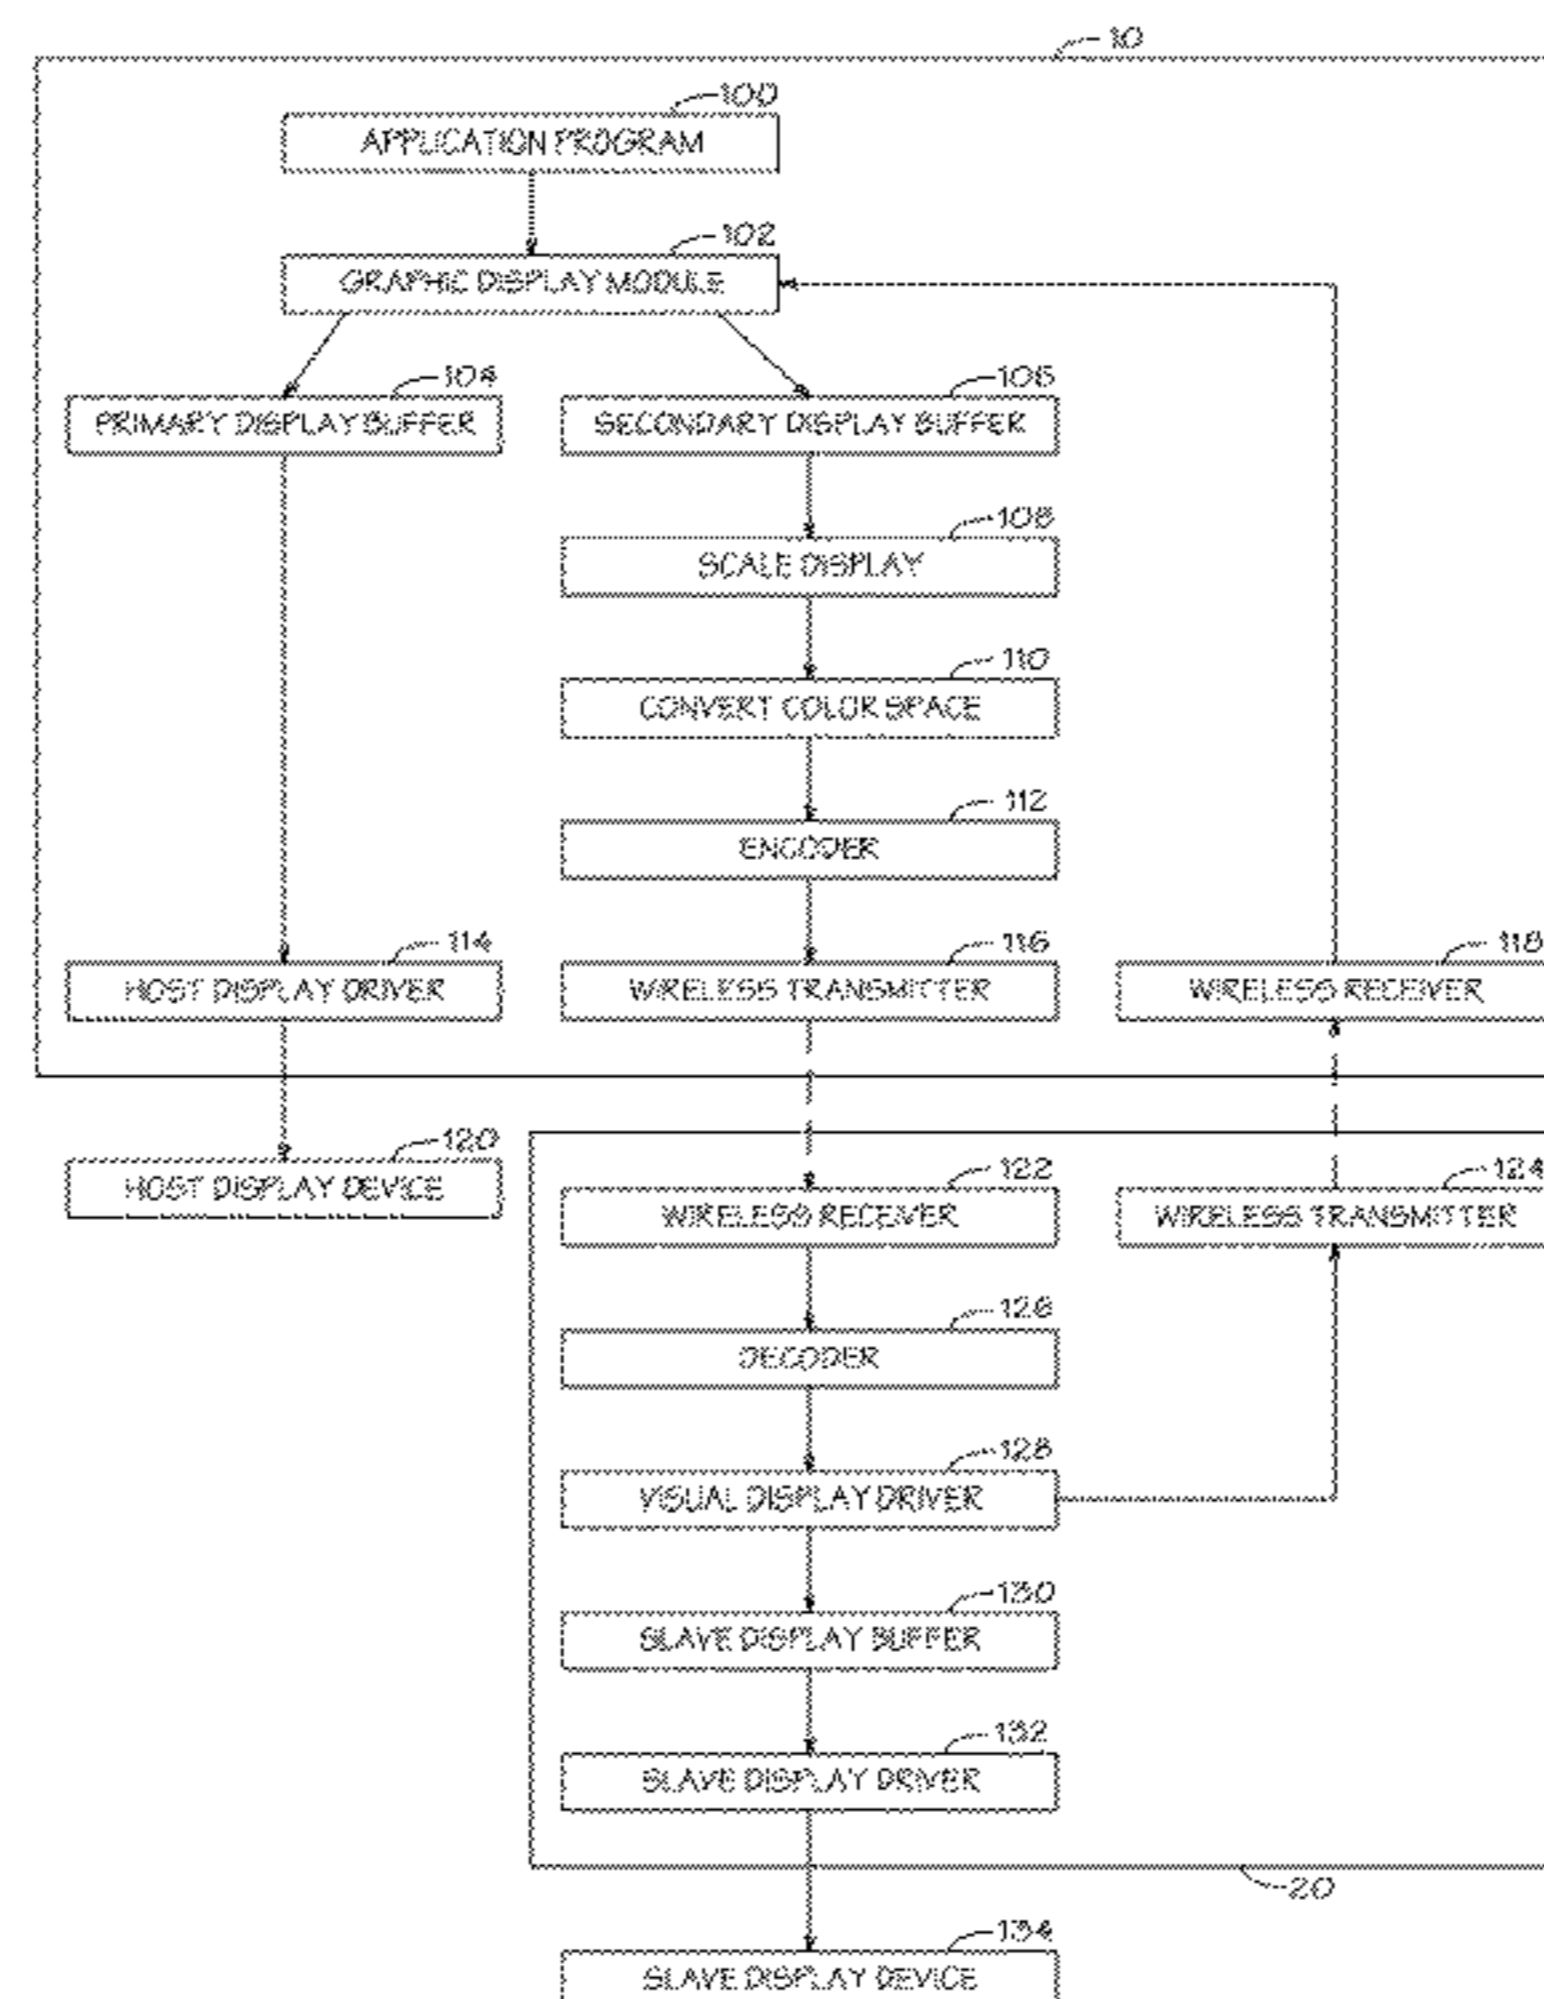 10
100
APPLICATION PROGRAM
102
GRAPHIC DISPLAY MODULE
104
106
PRIMARY DISPLAY BUFFER
SECONDARY DISPLAY BUFFER
108
SCALE DISPLAY
110
CONVERT COLOR SPACE
112
ENCODER
114
116
118
HOST DISPLAY DRIVER
WIRELESS TRANSMITTER
WIRELESS RECEIVER
120
HOST DISPLAY DEVICE
122
124
WIRELESS RECEIVER
WIRELESS TRANSMITTER
126
DECODER
128
VISUAL DISPLAY DRIVER
130
SLAVE DISPLAY BUFFER
132
SLAVE DISPLAY DRIVER
20
134
SLAVE DISPLAY DEVICE